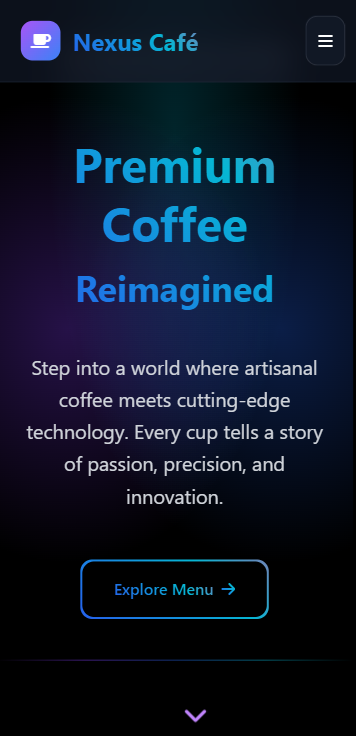 Nexus Café
Premium
Coffee
Reimagined
Step into a world where artisanal
coffee meets cutting-edge
technology. Every cup tells a story
of passion, precision, and
innovation.
Explore Menu →